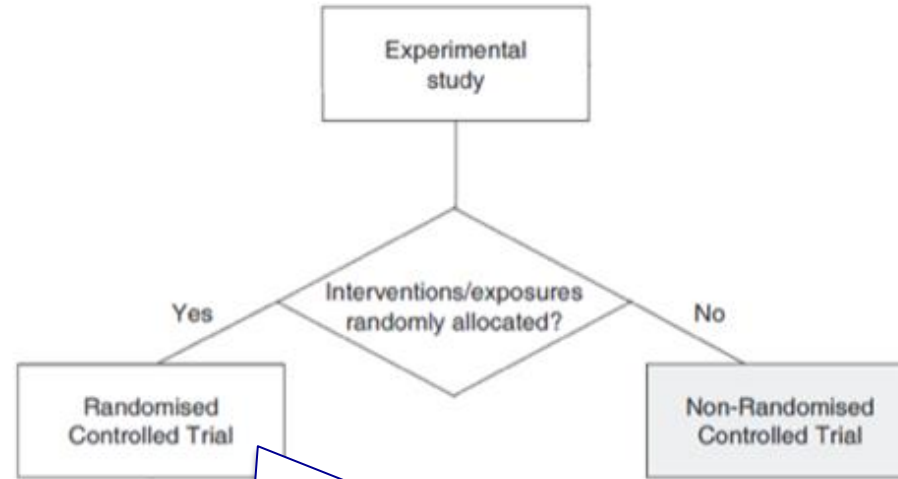 Experimental
study
Interventions/exposures
randomly allocated?
Yes
No
Randomised
Controlled Trial
Non-Randomised
Controlled Trial